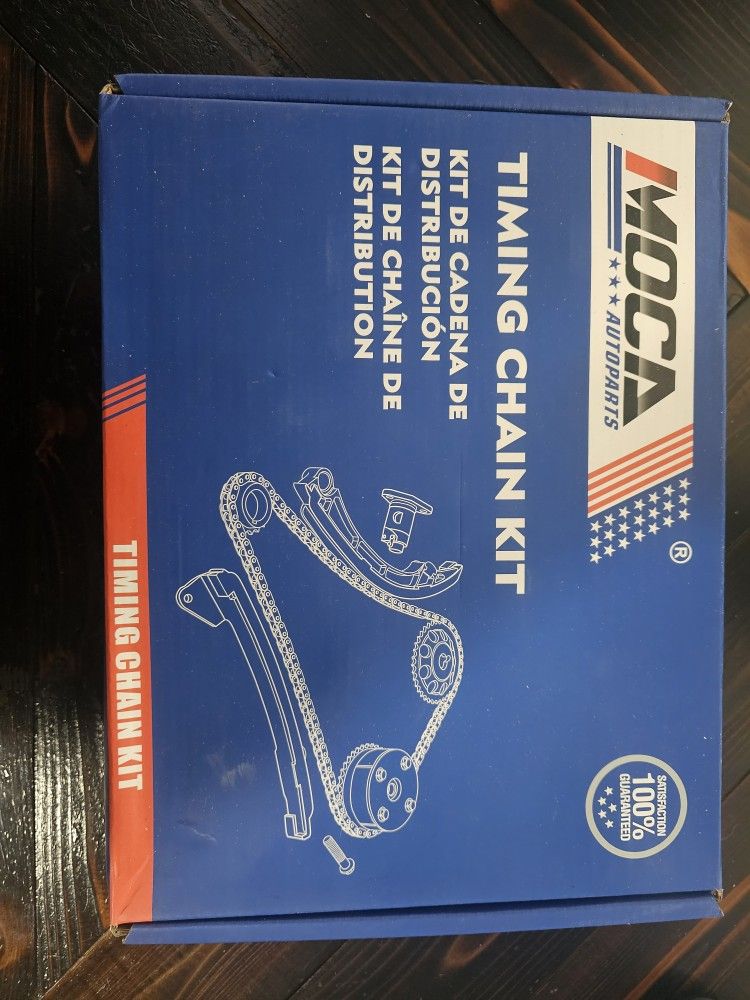 MOCA
AUTOPARTS
®
TIMING CHAIN KIT
KIT DE CADENA DE
DISTRIBUCIÓN
KIT DE CHAÎNE DE
DISTRIBUTION
SATISFACTION
100%
GUARANTEED
TIMING CHAIN KIT